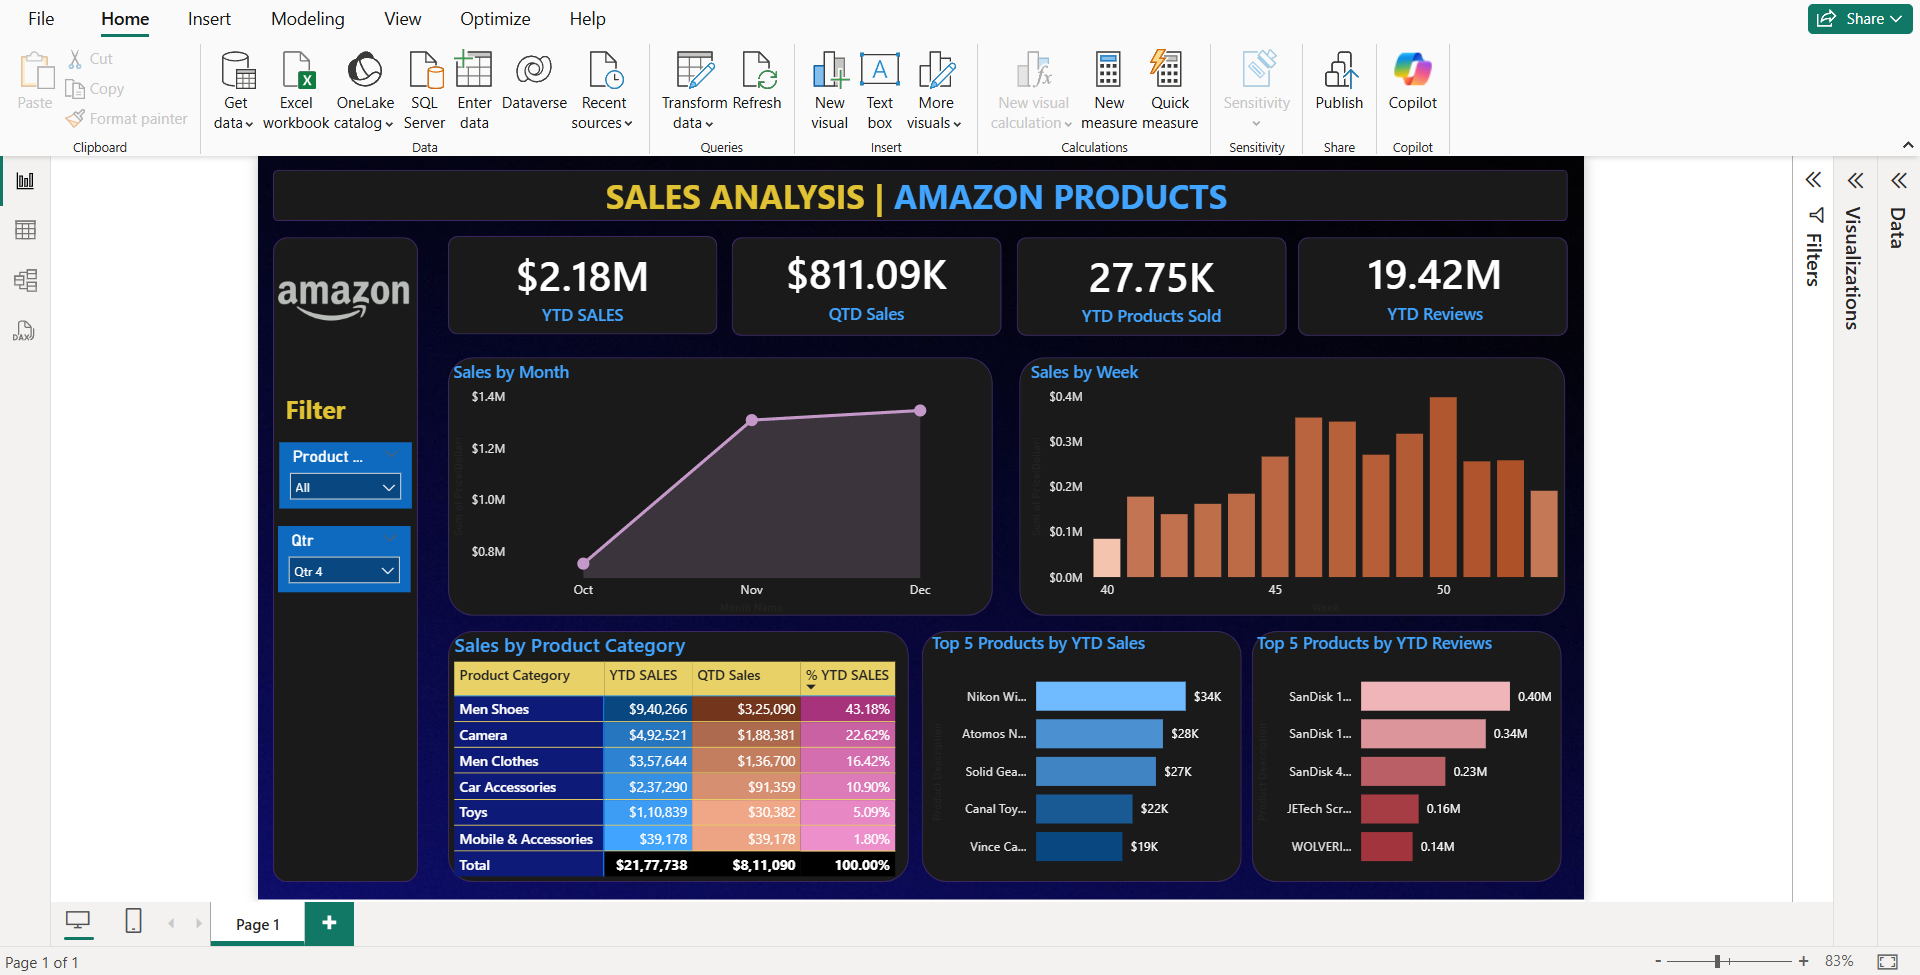 File Home Insert Modeling View Optimize Help Share
Paste
Cut
Copy
Format painter
Clipboard
Get data
Excel workbook
OneLake catalog
SQL Server
Enter data
Dataverse
Recent sources
Data
Transform data
Refresh
Queries
New visual
Text box
More visuals
Insert
New visual calculation
New measure
Quick measure
Calculations
Sensitivity
Sensitivity
Publish
Share
Copilot
Copilot
SALES ANALYSIS | AMAZON PRODUCTS
amazon
Filter
Product ...
All
Qtr
Qtr 4
$2.18M
YTD SALES
$811.09K
QTD Sales
27.75K
YTD Products Sold
19.42M
YTD Reviews
Sales by Month
$1.4M
$1.2M
$1.0M
$0.8M
Oct Nov Dec
Month Name
Sales by Week
$0.4M
$0.3M
$0.2M
$0.1M
$0.0M
40 45 50
Week
Sales by Product Category
Product Category YTD SALES QTD Sales % YTD SALES
Men Shoes $9,40,266 $3,25,090 43.18%
Camera $4,92,521 $1,88,381 22.62%
Men Clothes $3,57,644 $1,36,700 16.42%
Car Accessories $2,37,290 $91,359 10.90%
Toys $1,10,839 $30,382 5.09%
Mobile & Accessories $39,178 $39,178 1.80%
Total $21,77,738 $8,11,090 100.00%
Top 5 Products by YTD Sales
Product Description
Nikon Wi... $34K
Atomos N... $28K
Solid Gea... $27K
Canal Toy... $22K
Vince Ca... $19K
Top 5 Products by YTD Reviews
Product Description
SanDisk 1... 0.40M
SanDisk 1... 0.34M
SanDisk 4... 0.23M
JETech Scr... 0.16M
WOLVERI... 0.14M
Filters
Visualizations
Data
DAX
Page 1
Page 1 of 1
83%